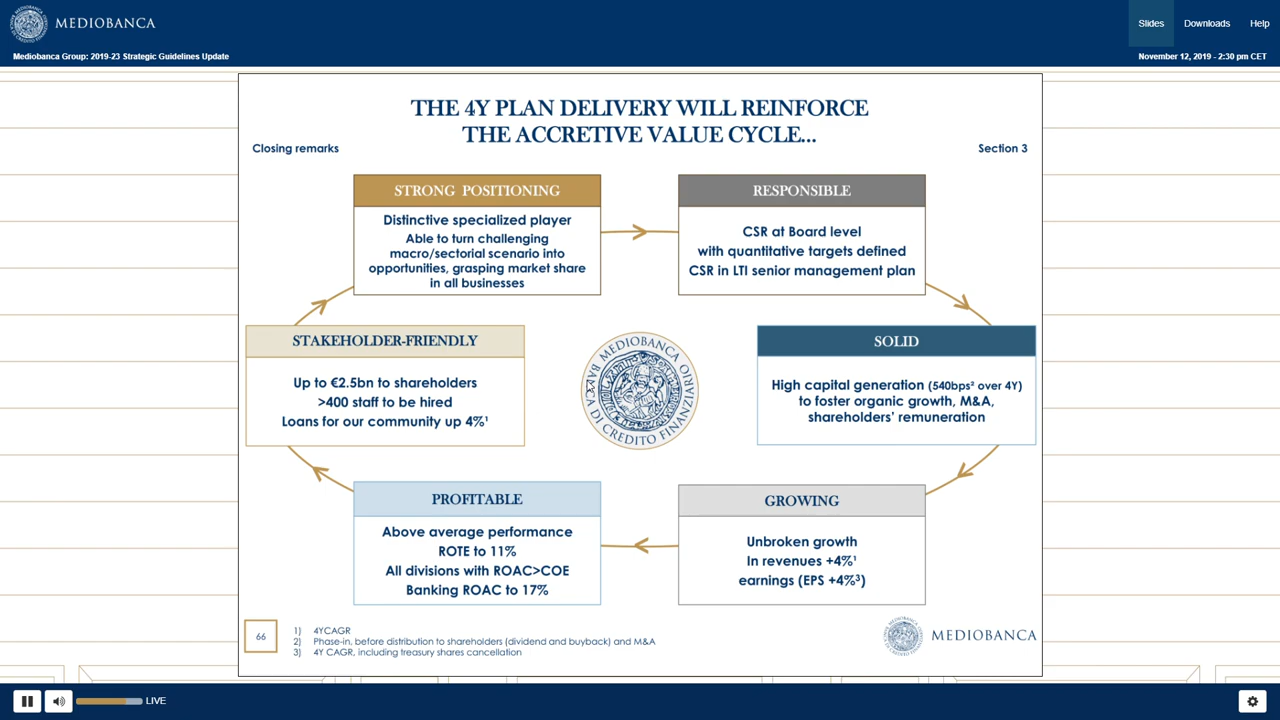 MEDIOBANCA
Slides
Downloads
Help
Mediobanca Group: 2019-23 Strategic Guidelines Update
November 12, 2019 - 2:30 pm CET
THE 4Y PLAN DELIVERY WILL REINFORCE
THE ACCRETIVE VALUE CYCLE...
Closing remarks
Section 3
STRONG POSITIONING
Distinctive specialized player
Able to turn challenging
macro/sectorial scenario into
opportunities, grasping market share
in all businesses
RESPONSIBLE
CSR at Board level
with quantitative targets defined
CSR in LTI senior management plan
STAKEHOLDER-FRIENDLY
Up to €2.5bn to shareholders
>400 staff to be hired
Loans for our community up 4%¹
MEDIOBANCA
BANCA DI CREDITO FINANZIARIO
SOLID
High capital generation (540bps² over 4Y)
to foster organic growth, M&A,
shareholders' remuneration
PROFITABLE
Above average performance
ROTE to 11%
All divisions with ROAC>COE
Banking ROAC to 17%
GROWING
Unbroken growth
In revenues +4%¹
earnings (EPS +4%³)
66
1) 4YCAGR
2) Phase-in, before distribution to shareholders (dividend and buyback) and M&A
3) 4Y CAGR, including treasury shares cancellation
MEDIOBANCA
LIVE